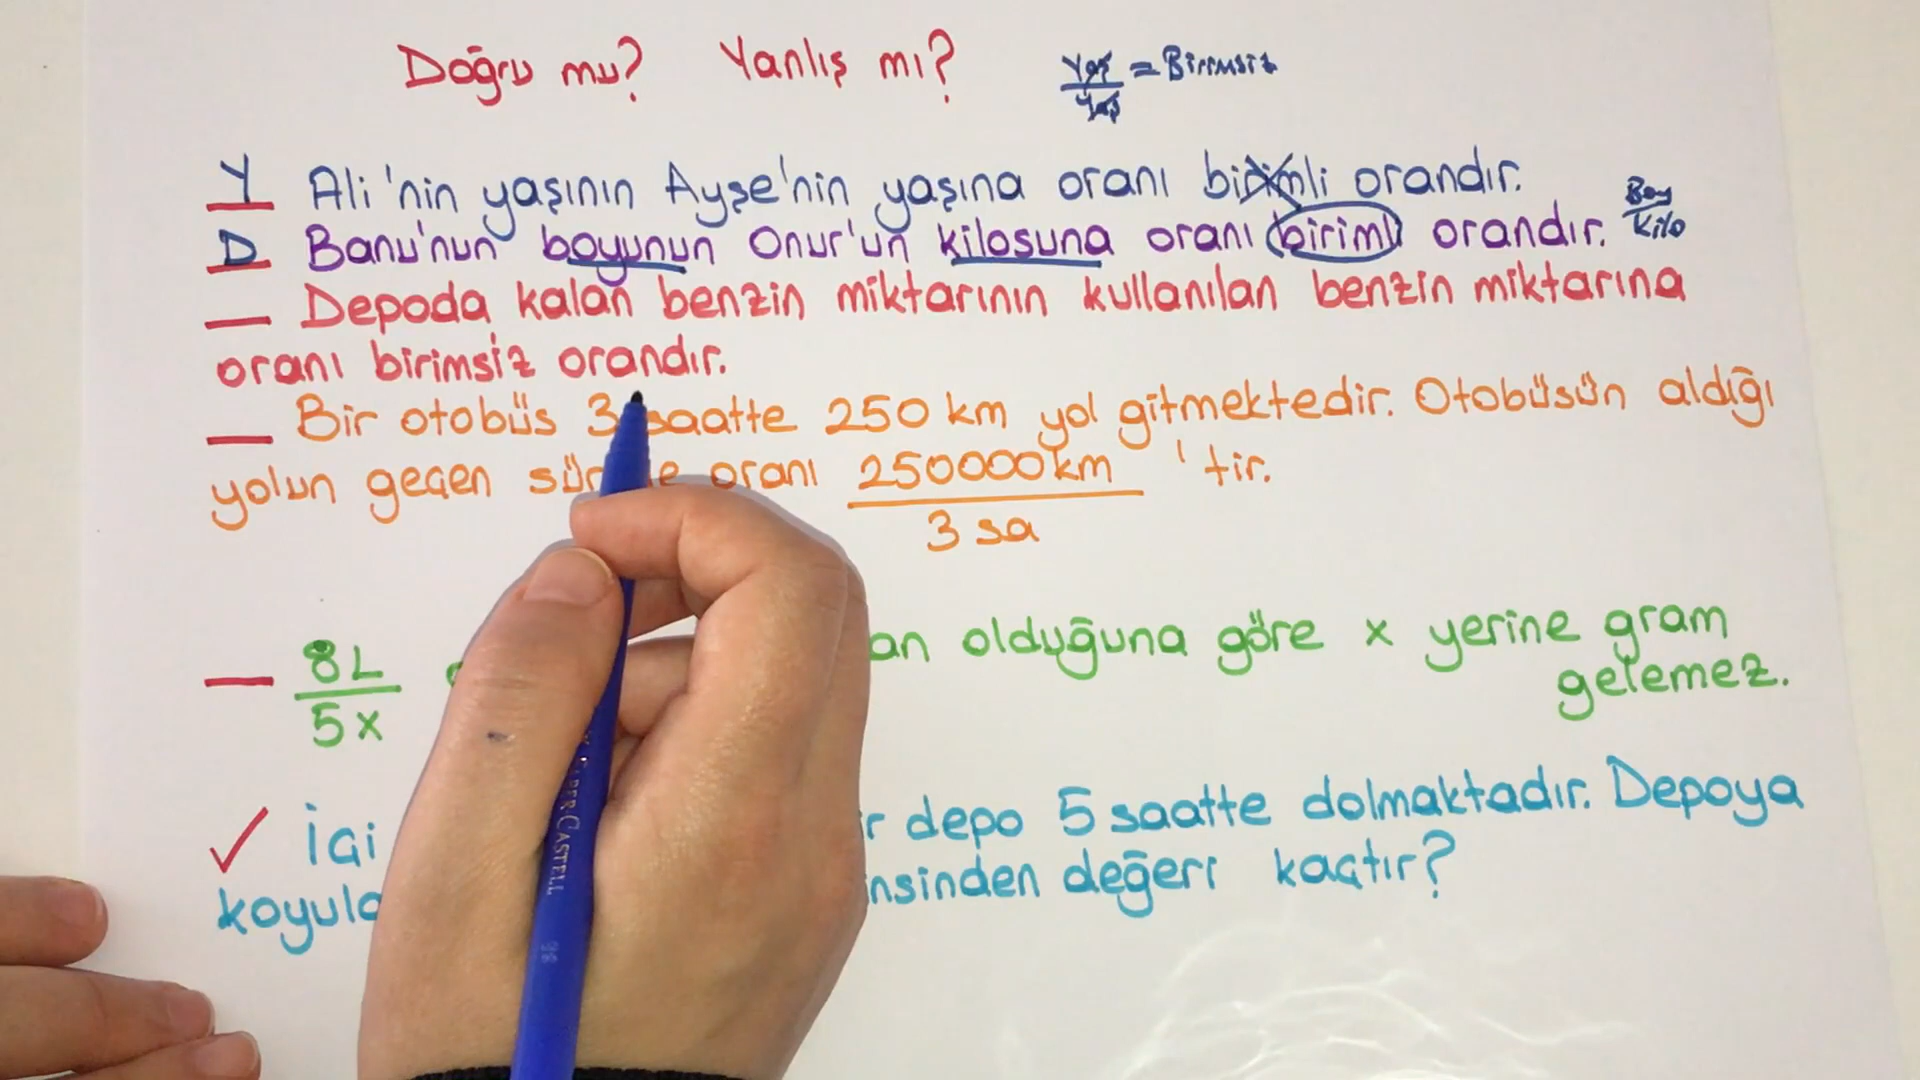 Doğru mu? Yanlış mı?
Yaş
Yaş
= Birimsiz
Y Ali'nin yaşının Ayşe'nin yaşına oranı birimli orandır.
D Banu'nun boyunun Onur'un kilosuna oranı birimli orandır.
Boy
Kilo
Depoda kalan benzin miktarının kullanılan benzin miktarına
oranı birimsiz orandır.
Bir otobüs 3 saatte 250 km yol gitmektedir. Otobüsün aldığı
yolun geçen oranı 250000 km 'tir.
3 sa
8L
5x
olduğuna göre x yerine gram
gelemez.
✓ İçi depo 5 saatte dolmaktadır. Depoya
değeri kaçtır?
FABER-CASTELL